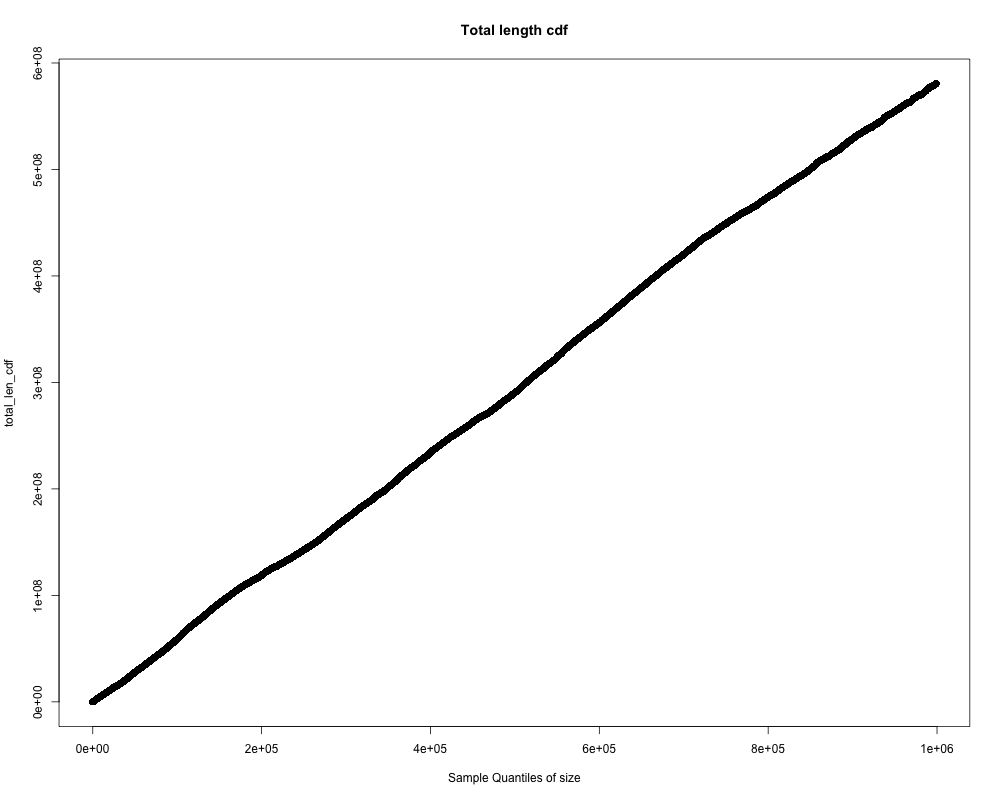 Total length cdf
6e+08
5e+08
4e+08
3e+08
2e+08
1e+08
0e+00
total_len_cdf
0e+00 2e+05 4e+05 6e+05 8e+05 1e+06
Sample Quantiles of size